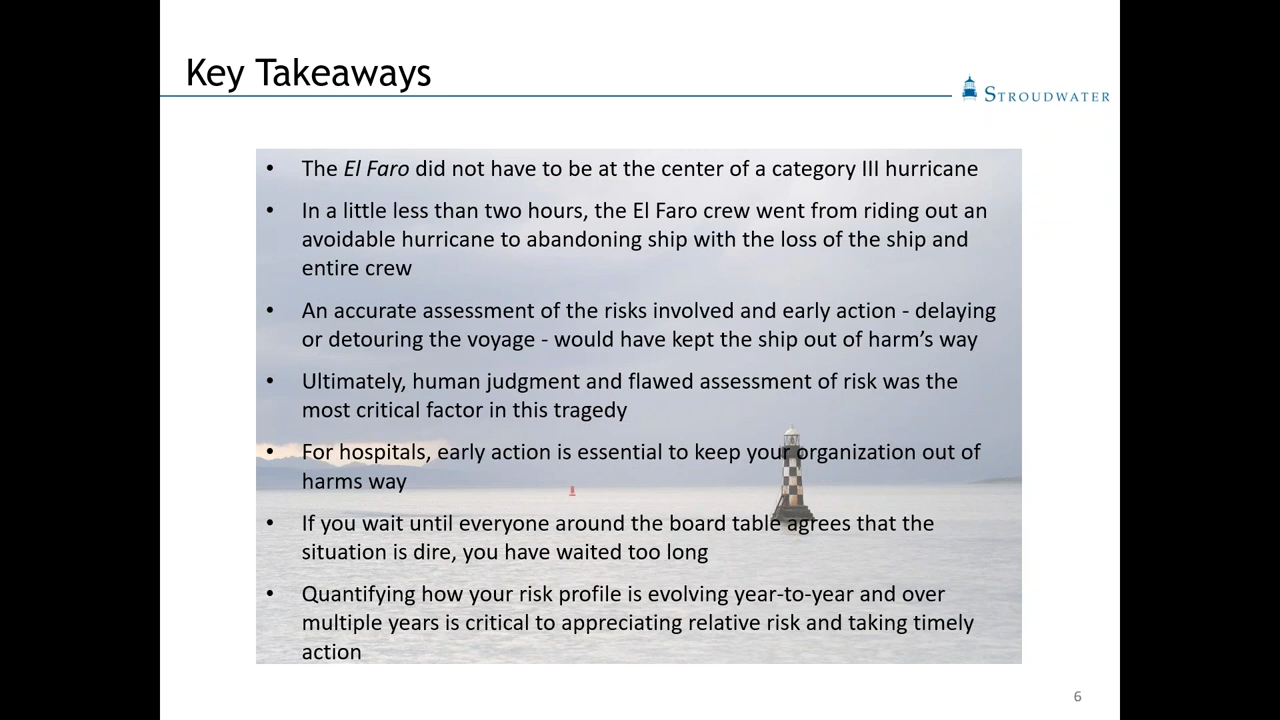 Key Takeaways
STROUDWATER
• The El Faro did not have to be at the center of a category III hurricane
• In a little less than two hours, the El Faro crew went from riding out an
avoidable hurricane to abandoning ship with the loss of the ship and
entire crew
• An accurate assessment of the risks involved and early action - delaying
or detouring the voyage - would have kept the ship out of harm’s way
• Ultimately, human judgment and flawed assessment of risk was the
most critical factor in this tragedy
• For hospitals, early action is essential to keep your organization out of
harms way
• If you wait until everyone around the board table agrees that the
situation is dire, you have waited too long
• Quantifying how your risk profile is evolving year-to-year and over
multiple years is critical to appreciating relative risk and taking timely
action
6